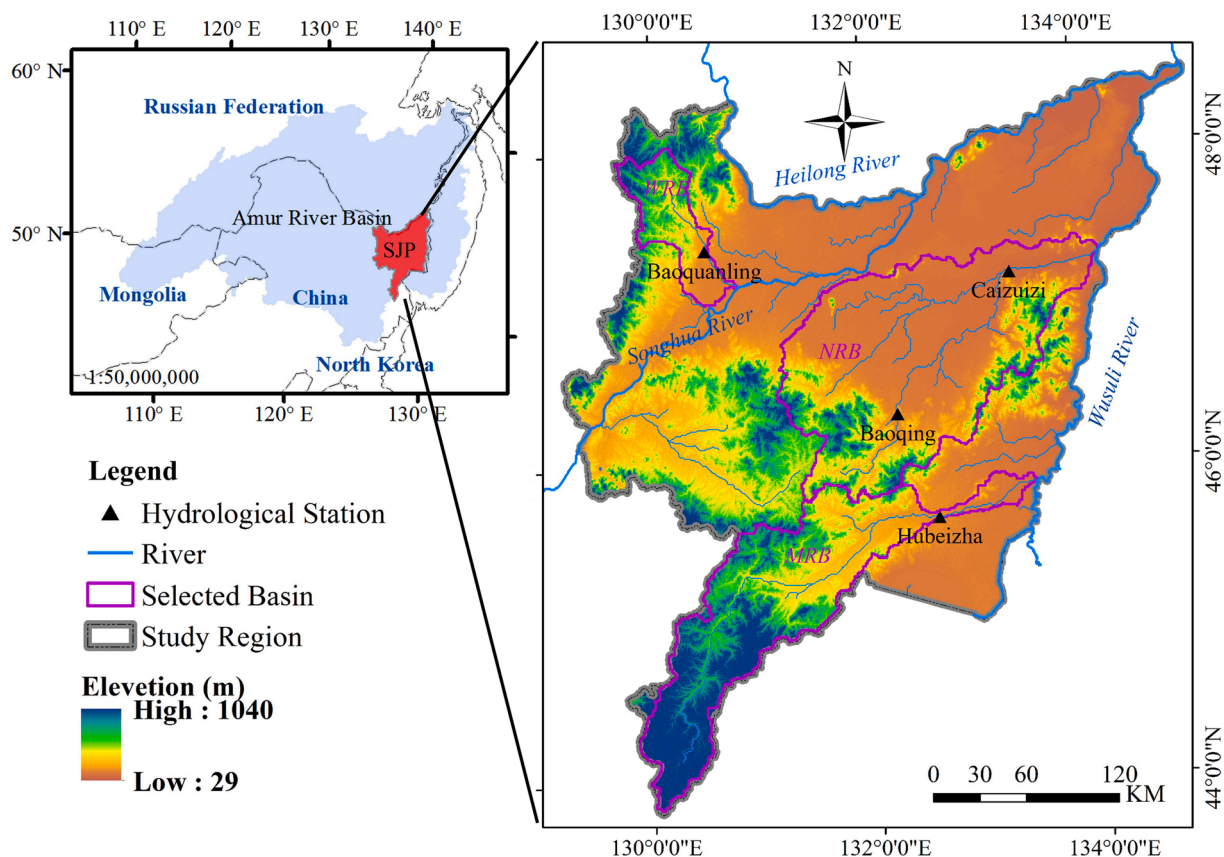 110° E 120° E 130° E 140° E
60° N
50° N
Russian Federation
Amur River Basin
SJP
Mongolia
China
North Korea
1:50,000,000
110° E 120° E 130° E
Legend
Hydrological Station
River
Selected Basin
Study Region
Elevetion (m)
High : 1040
Low : 29
130°0'0"E 132°0'0"E 134°0'0"E
N
48°0'0"N
46°0'0"N
44°0'0"N
Heilong River
WRB
Baoquanling
Caizuizi
Songhua River
NRB
Wusuli River
Baoqing
Hubeizha
MRB
0 30 60 120
KM
130°0'0"E 132°0'0"E 134°0'0"E